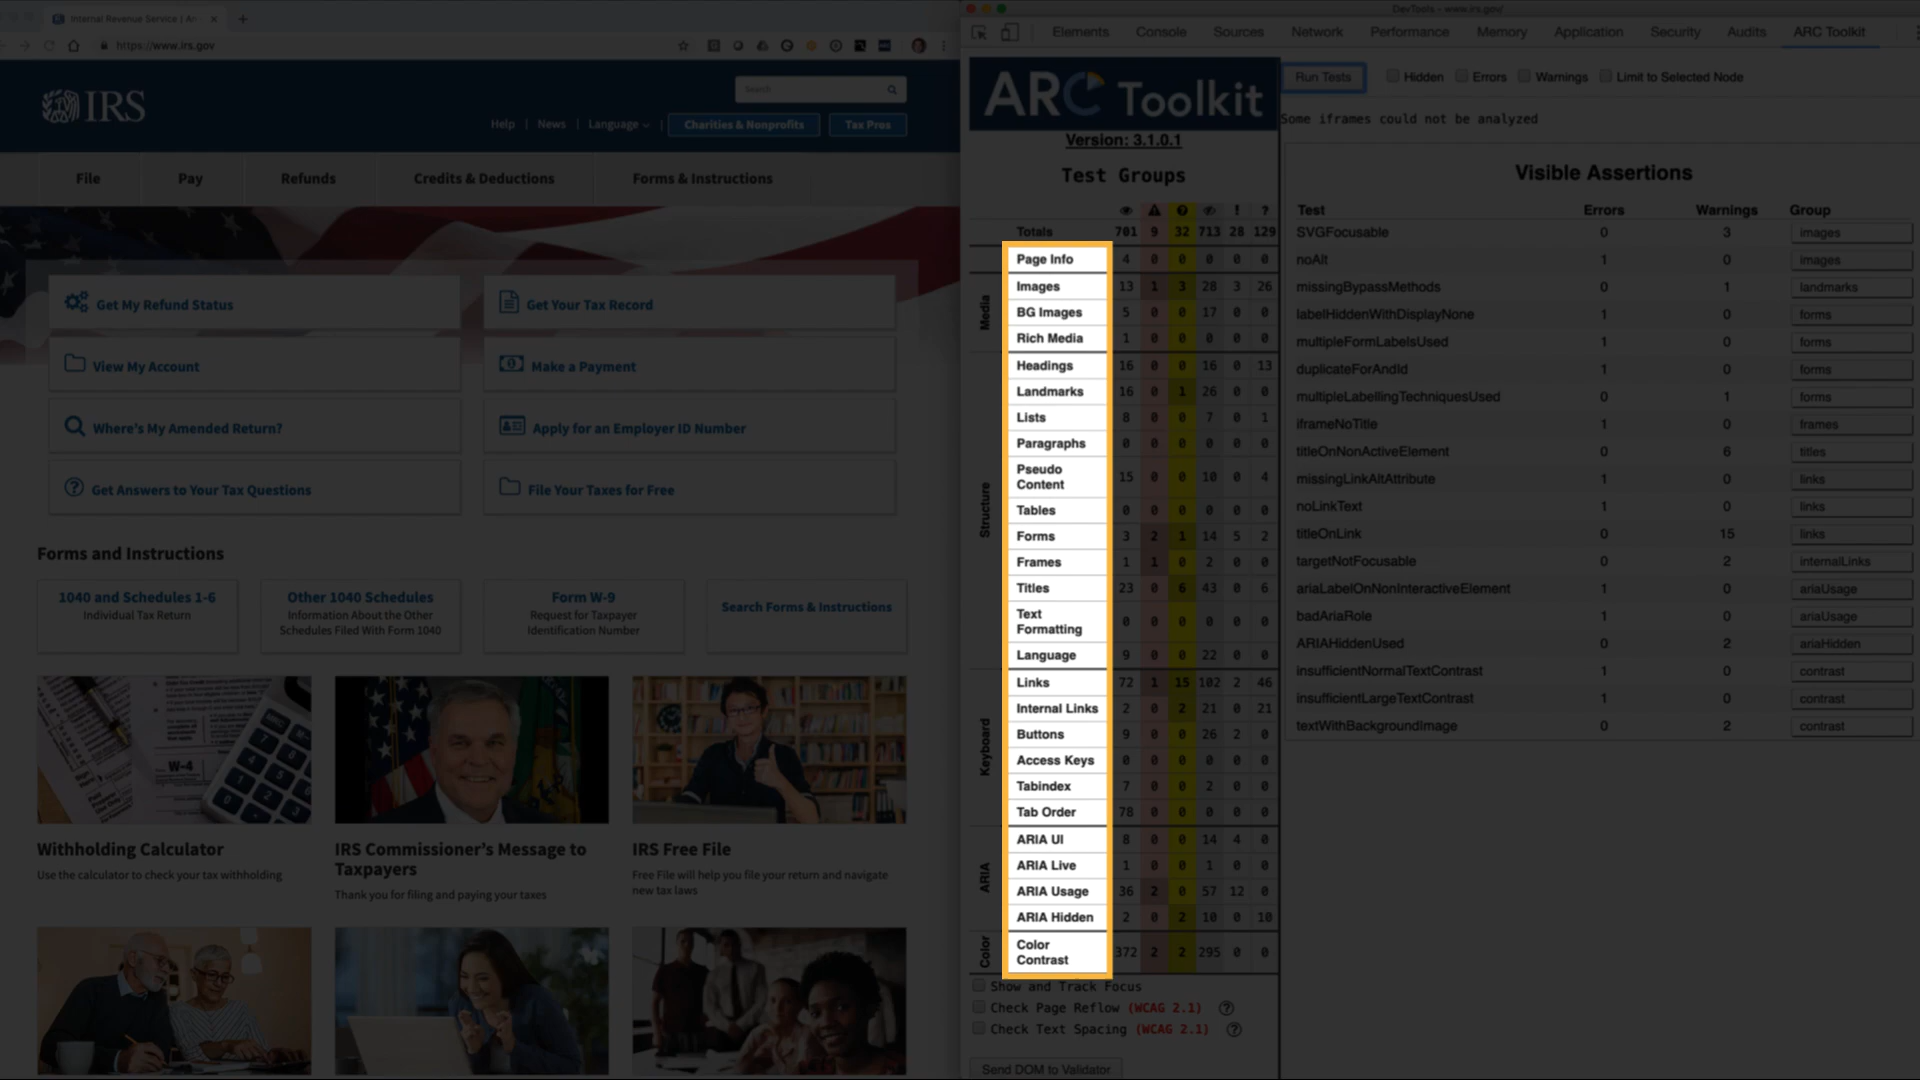 Internal Revenue Service | An
https://www.irs.gov
IRS
Search
Help | News | Language | Charities & Nonprofits Tax Pros
File Pay Refunds Credits & Deductions Forms & Instructions
Get My Refund Status
Get Your Tax Record
View My Account
Make a Payment
Where's My Amended Return?
Apply for an Employer ID Number
Get Answers to Your Tax Questions
File Your Taxes for Free
Forms and Instructions
1040 and Schedules 1-6
Individual Tax Return
Other 1040 Schedules
Information About the Other
Schedules Filed With Form 1040
Form W-9
Request for Taxpayer
Identification Number
Search Forms & Instructions
W-4
Withholding Calculator
Use the calculator to check your tax withholding
IRS Commissioner's Message to
Taxpayers
Thank you for filing and paying your taxes
IRS Free File
Free File will help you file your return and navigate
new tax laws
DevTools - www.irs.gov/
Elements Console Sources Network Performance Memory Application Security Audits ARC Toolkit
ARC Toolkit
Version: 3.1.0.1
Test Groups
! ?
Totals 701 9 32 713 28 129
Page Info 4 0 0 0 0 0
Media
Images 13 1 3 28 3 26
BG Images 5 0 0 17 0 0
Rich Media 1 0 0 0 0 0
Structure
Headings 16 0 0 16 0 13
Landmarks 16 0 1 26 0 0
Lists 8 0 0 7 0 1
Paragraphs 0 0 0 0 0 0
Pseudo
Content 15 0 0 10 0 4
Tables 0 0 0 0 0 0
Forms 3 2 1 14 5 2
Frames 1 1 0 2 0 0
Titles 23 0 6 43 0 6
Text
Formatting 0 0 0 0 0 0
Language 9 0 0 22 0 0
Keyboard
Links 72 1 15 102 2 46
Internal Links 2 0 2 21 0 21
Buttons 9 0 0 26 2 0
Access Keys 0 0 0 0 0 0
Tabindex 7 0 0 2 0 0
Tab Order 78 0 0 0 0 0
ARIA
ARIA UI 8 0 0 14 4 0
ARIA Live 1 0 0 1 0 0
ARIA Usage 36 2 0 57 12 0
ARIA Hidden 2 0 2 10 0 10
Color
Color
Contrast 372 2 2 295 0 0
Show and Track Focus
Check Page Reflow (WCAG 2.1) ?
Check Text Spacing (WCAG 2.1) ?
Send DOM to Validator
Run Tests Hidden Errors Warnings Limit to Selected Node
Some iframes could not be analyzed
Visible Assertions
Test Errors Warnings Group
SVGFocusable 0 3 images
noAlt 1 0 images
missingBypassMethods 0 1 landmarks
labelHiddenWithDisplayNone 1 0 forms
multipleFormLabelsUsed 1 0 forms
duplicateForAndId 1 0 forms
multipleLabellingTechniquesUsed 0 1 forms
iframeNoTitle 1 0 frames
titleOnNonActiveElement 0 6 titles
missingLinkAltAttribute 1 0 links
noLinkText 1 0 links
titleOnLink 0 15 links
targetNotFocusable 0 2 internalLinks
ariaLabelOnNonInteractiveElement 1 0 ariaUsage
badAriaRole 1 0 ariaUsage
ARIAHiddenUsed 0 2 ariaHidden
insufficientNormalTextContrast 1 0 contrast
insufficientLargeTextContrast 1 0 contrast
textWithBackgroundImage 0 2 contrast